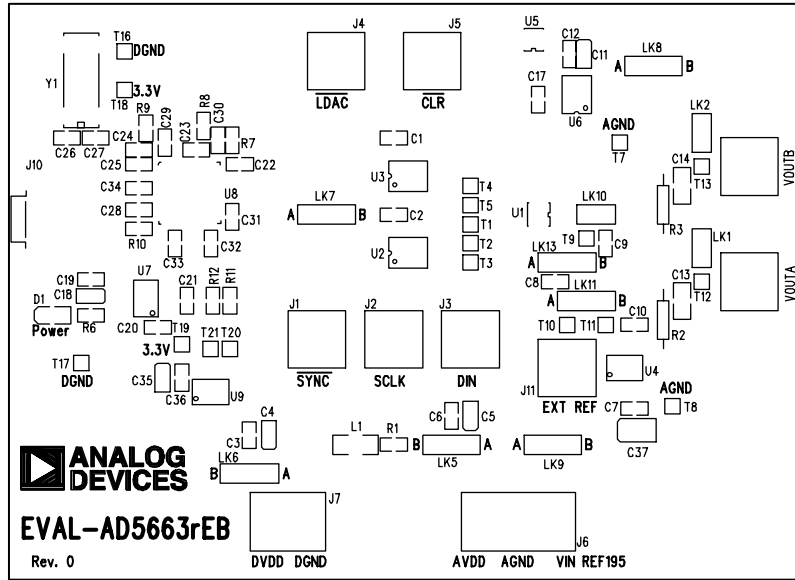 J4
J5
U5
T16
DGND
C12
C11
LK8
A
B
Y1
3.3V
T18
LDAC
CLR
C17
U6
LK2
R9
C29
R8
C30
C24
C23
R7
C1
AGND
T7
C26
C27
C25
C22
C14
VOUTB
J10
C34
U8
U3
T4
T13
LK7
A
B
T5
LK10
C28
C31
C2
T1
U1
R3
R10
U2
T2
T9
C9
LK1
C33
C32
T3
LK13
A
B
C19
U7
C21
R12
R11
C8
LK11
A
B
C13
T12
VOUTA
D1
C18
J1
J2
J3
Power
R6
C20
T19
T21
T20
T10
T11
C10
R2
3.3V
T17
DGND
SYNC
SCLK
DIN
J11
U4
C35
C36
U9
EXT REF
AGND
T8
C3
C4
C6
C5
C7
C37
L1
R1
ANALOG
DEVICES
LK6
B
A
B
LK5
A
A
LK9
B
EVAL-AD5663rEB
J7
J6
Rev. 0
DVDD DGND
AVDD AGND VIN REF195